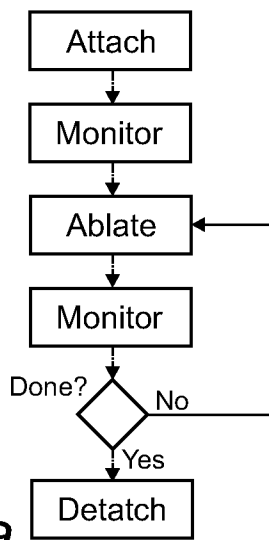 Attach
Monitor
Ablate
Monitor
Done?
No
Yes
Detatch